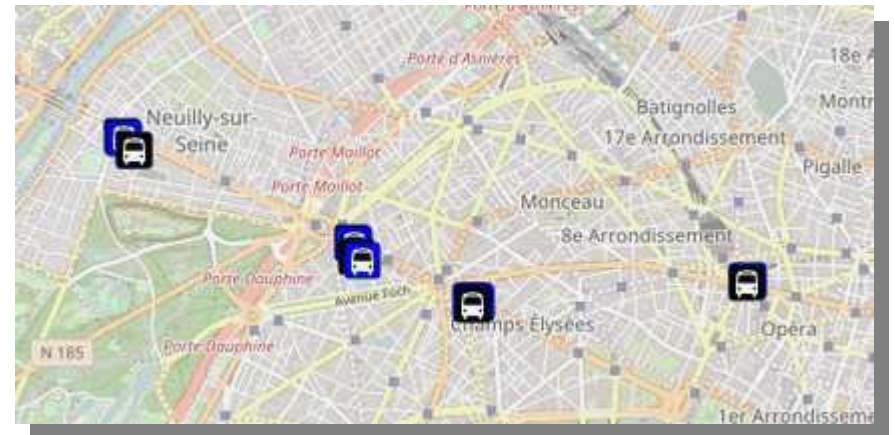 Porte d'Asnières
18e A
Neuilly-sur-
Seine
Batignolles
Montr
17e Arrondissement
Porte Maillot
Pigalle
Porte Maillot
Monceau
8e Arrondissement
Porte Dauphine
Avenue Foch
Champs Élysées
Opéra
N 185
Porte Dauphine
1er Arrondisseme